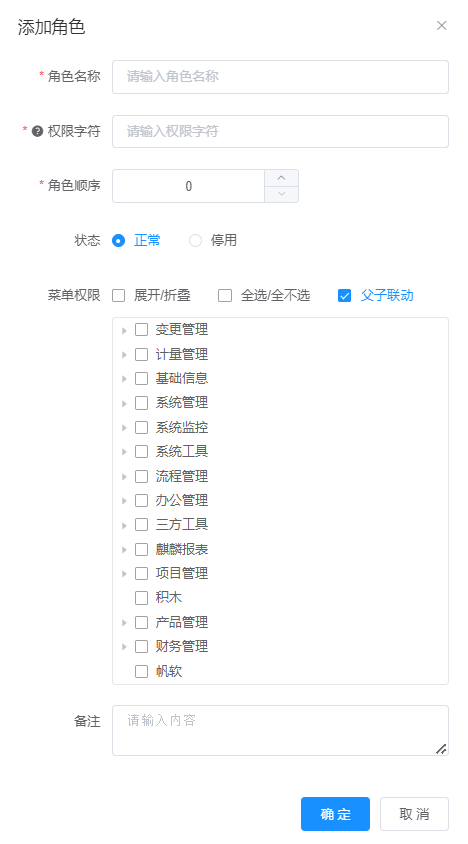 添加角色
* 角色名称 请输入角色名称
* 权限字符 请输入权限字符
* 角色顺序 0
状态 正常 停用
菜单权限 展开/折叠 全选/全不选 父子联动
变更管理
计量管理
基础信息
系统管理
系统监控
系统工具
流程管理
办公管理
三方工具
麒麟报表
项目管理
积木
产品管理
财务管理
帆软
备注 请输入内容
确 定 取 消